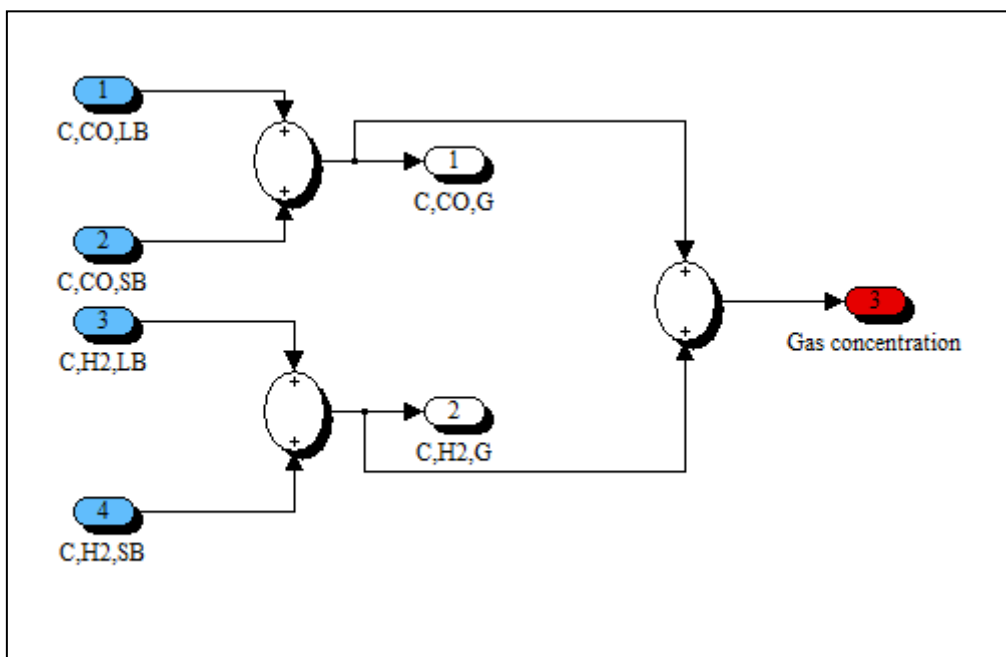 1
C,CO,LB
+
+
1
C,CO,G
2
C,CO,SB
3
C,H2,LB
+
+
3
Gas concentration
+
+
2
C,H2,G
4
C,H2,SB